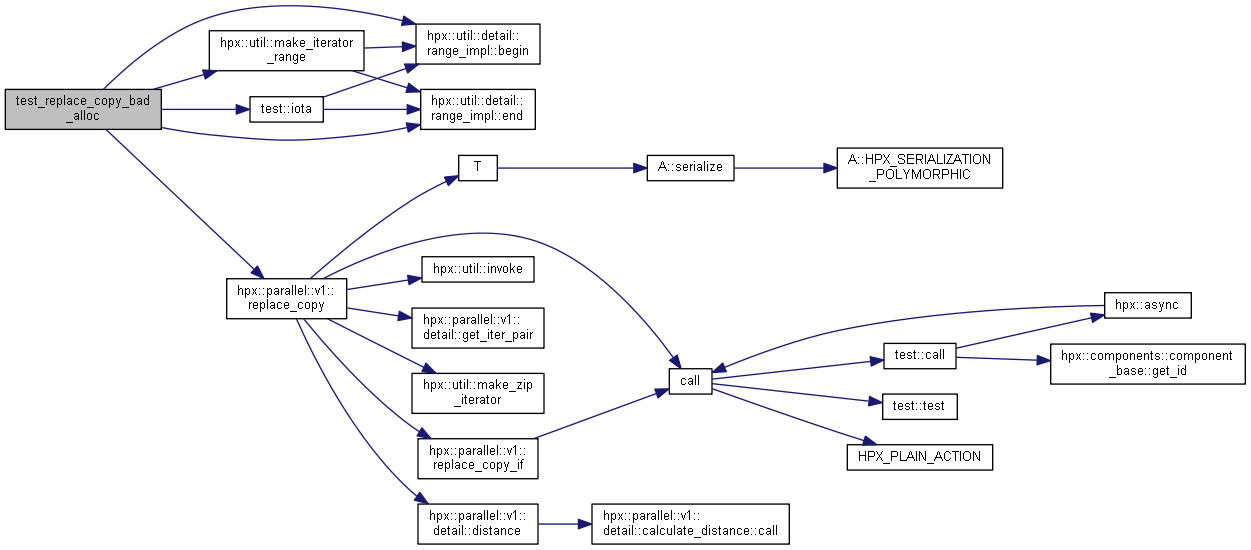 test_replace_copy_bad
_alloc
hpx::util::make_iterator
_range
hpx::util::detail::
range_impl::begin
test::iota
hpx::util::detail::
range_impl::end
hpx::parallel::v1::
replace_copy
T
A::serialize
A::HPX_SERIALIZATION
_POLYMORPHIC
hpx::util::invoke
hpx::parallel::v1::
detail::get_iter_pair
hpx::util::make_zip
_iterator
hpx::parallel::v1::
replace_copy_if
hpx::parallel::v1::
detail::distance
call
test::call
hpx::async
hpx::components::component
_base::get_id
test::test
HPX_PLAIN_ACTION
hpx::parallel::v1::
detail::calculate_distance::call